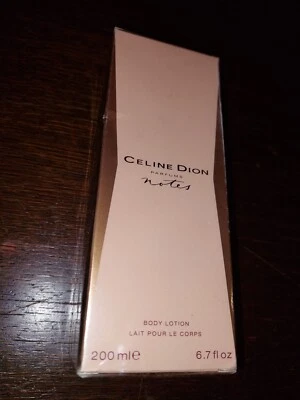 CELINE DION
PARFUMS
notes
BODY LOTION
LAIT POUR LE CORPS
200 ml℮ 6.7 fl oz